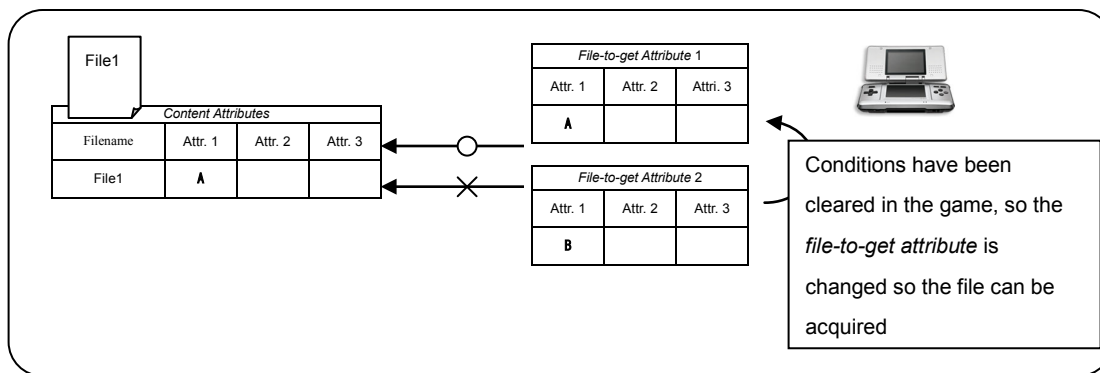 File1
Content Attributes
Filename Attr. 1 Attr. 2 Attr. 3
File1 A
File-to-get Attribute 1
Attr. 1 Attr. 2 Attri. 3
A
File-to-get Attribute 2
Attr. 1 Attr. 2 Attr. 3
B
Conditions have been
cleared in the game, so the
file-to-get attribute is
changed so the file can be
acquired